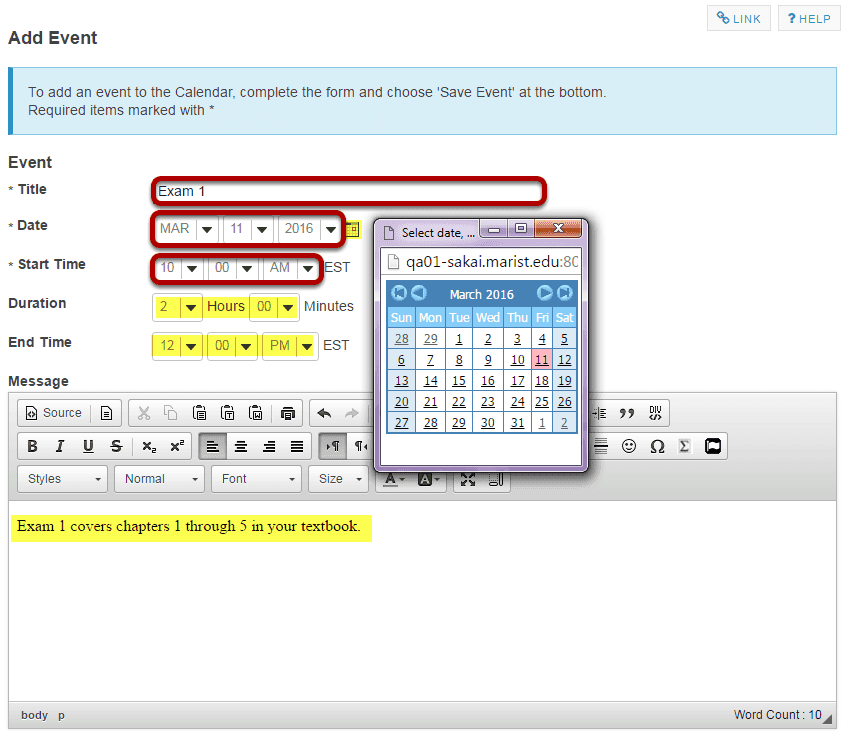 LINK ? HELP
Add Event
To add an event to the Calendar, complete the form and choose 'Save Event' at the bottom.
Required items marked with *
Event
* Title Exam 1
* Date MAR 11 2016
* Start Time 10 00 AM EST
Duration 2 Hours 00 Minutes
End Time 12 00 PM EST
Message
Select date, ...
qa01-sakai.marist.edu:80
March 2016
Sun Mon Tue Wed Thu Fri Sat
28 29 1 2 3 4 5
6 7 8 9 10 11 12
13 14 15 16 17 18 19
20 21 22 23 24 25 26
27 28 29 30 31 1 2
Source
B I U S x₂ x² ¶ ¶ Ω Σ
Styles Normal Font Size A A
Exam 1 covers chapters 1 through 5 in your textbook.
body p Word Count : 10